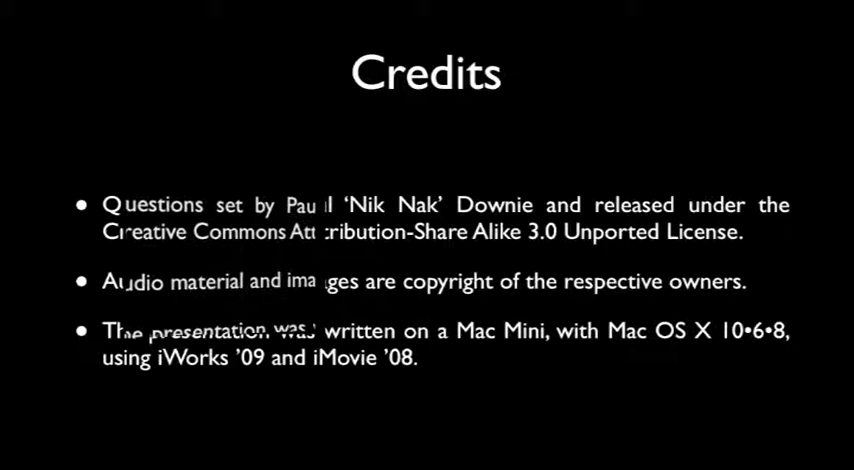 Credits
• Questions set by Paul ‘Nik Nak’ Downie and released under the
Creative Commons Attribution-Share Alike 3.0 Unported License.
• Audio material and images are copyright of the respective owners.
• The presentation was written on a Mac Mini, with Mac OS X 10•6•8,
using iWorks ’09 and iMovie ’08.